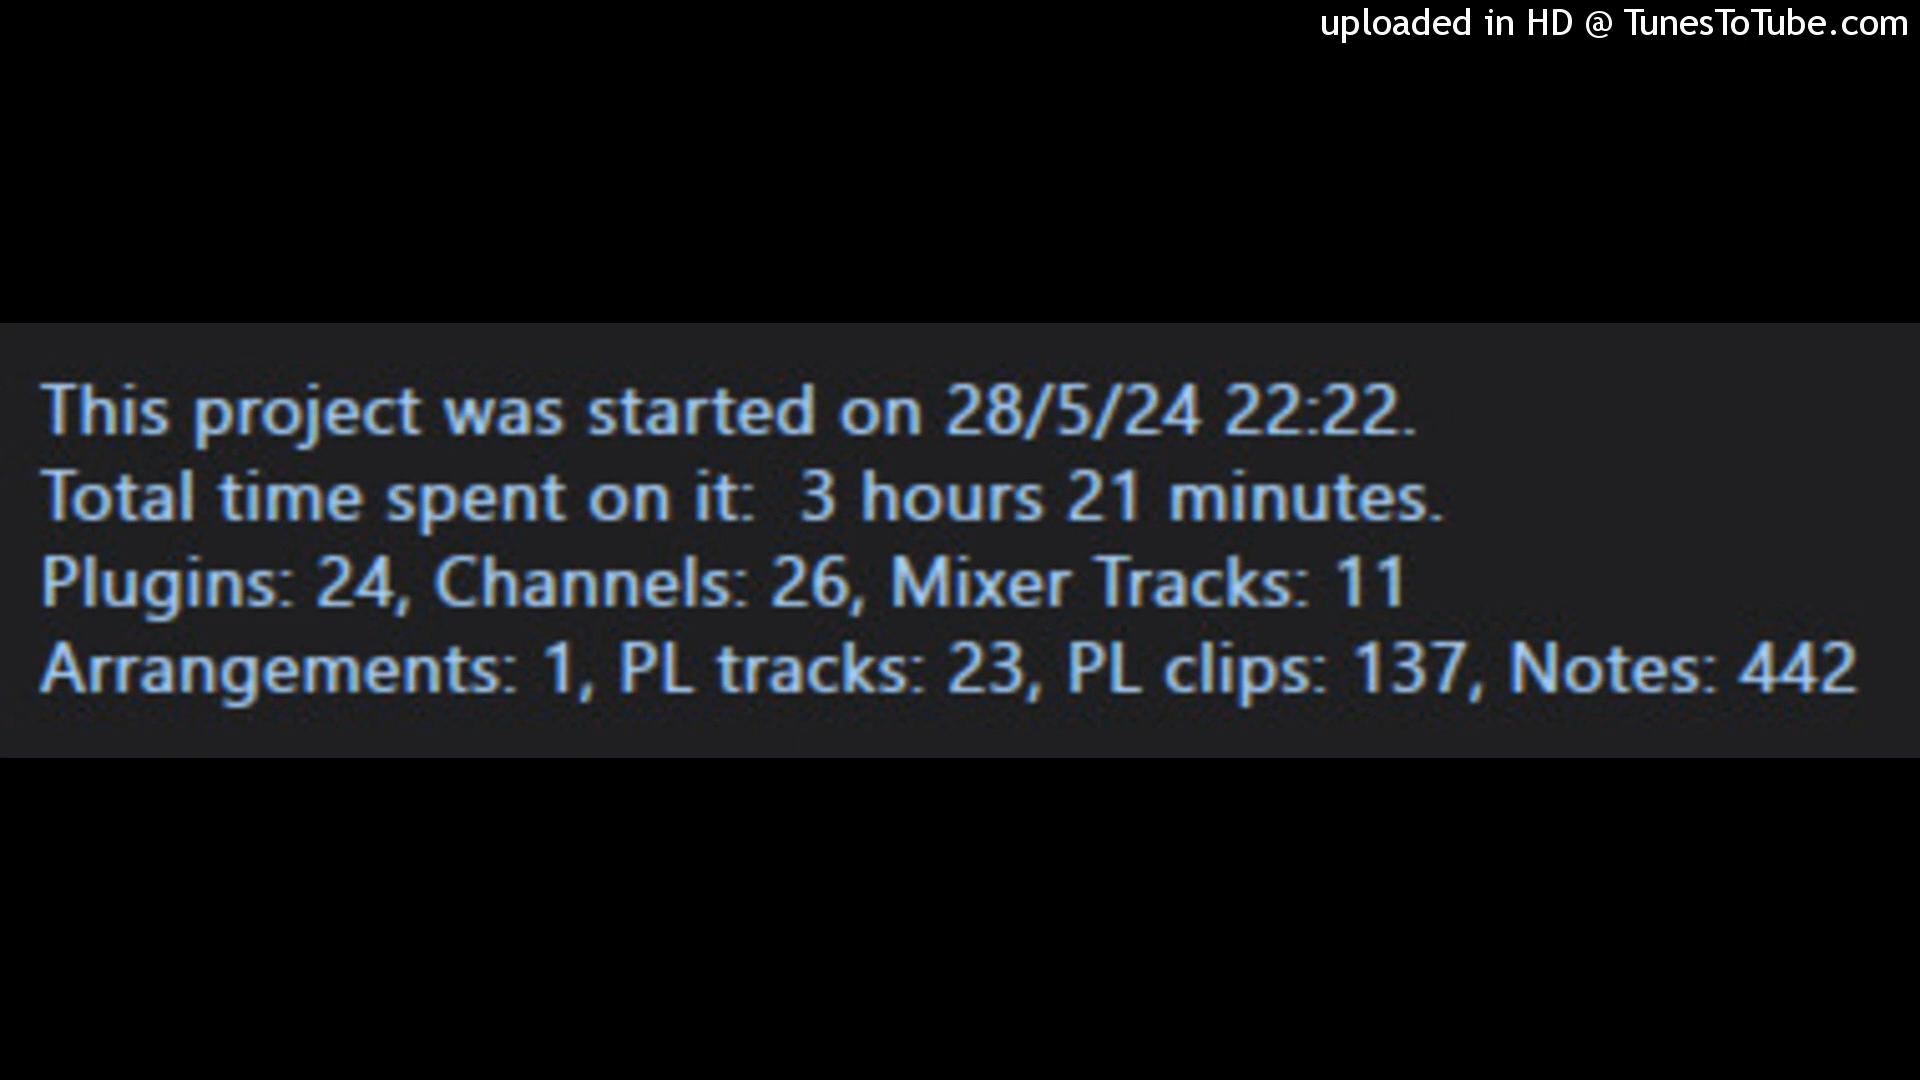 uploaded in HD @ TunesToTube.com
This project was started on 28/5/24 22:22.
Total time spent on it:  3 hours 21 minutes.
Plugins: 24, Channels: 26, Mixer Tracks: 11
Arrangements: 1, PL tracks: 23, PL clips: 137, Notes: 442